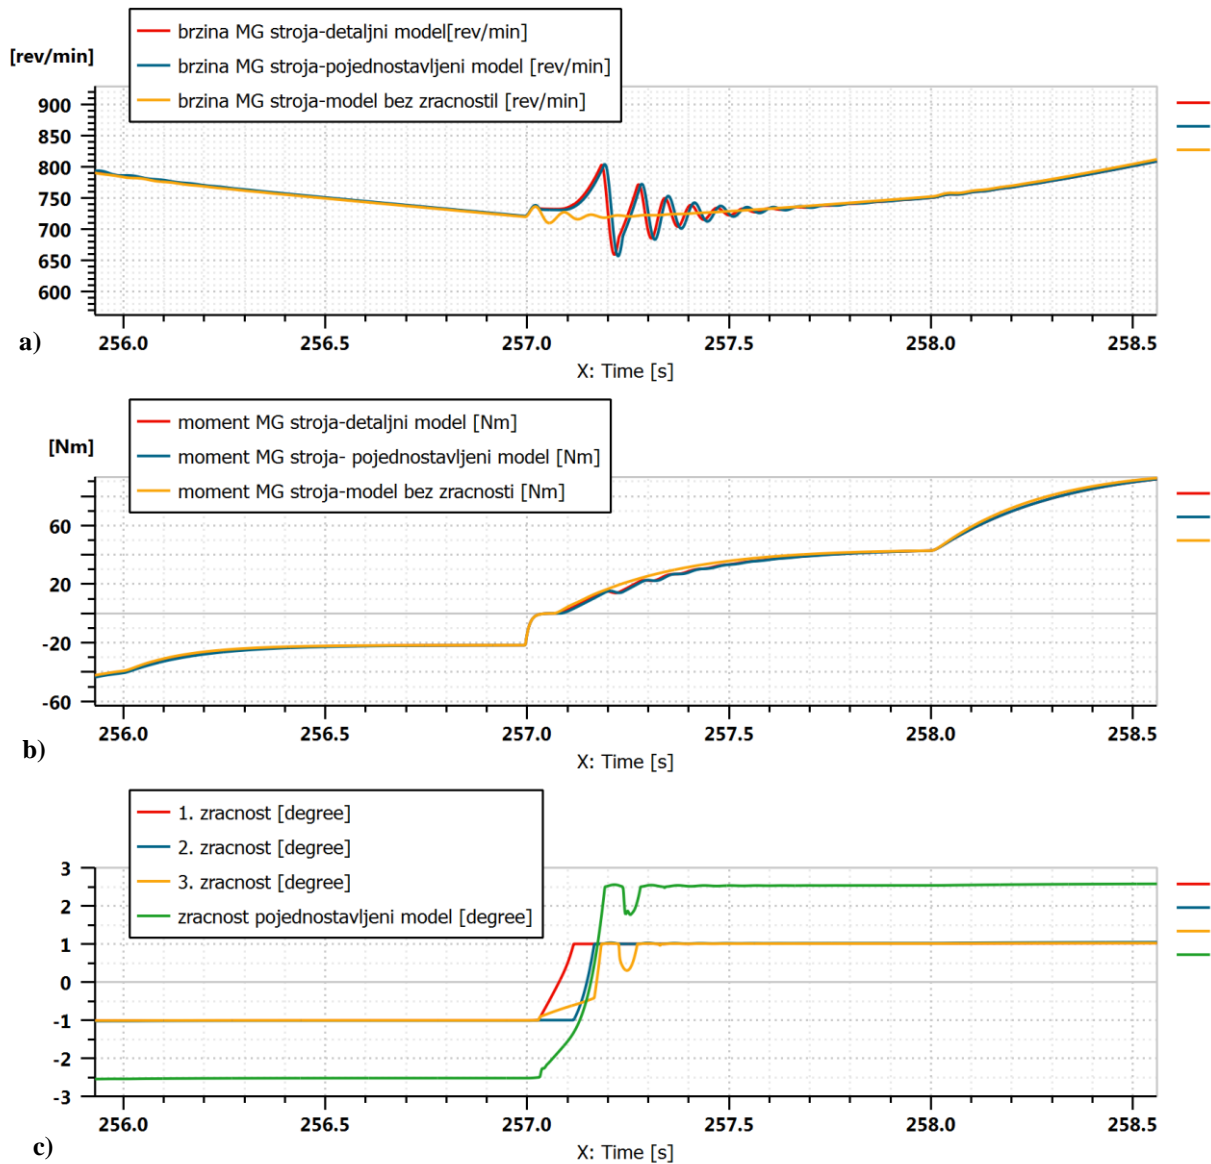 brzina MG stroja-detaljni model[rev/min]
[rev/min]
brzina MG stroja-pojednostavljeni model [rev/min]
brzina MG stroja-model bez zracnostil [rev/min]
900
850
800
750
700
650
600
256.0 256.5 257.0 257.5 258.0 258.5
a)
X: Time [s]
moment MG stroja-detaljni model [Nm]
[Nm]
moment MG stroja- pojednostavljeni model [Nm]
moment MG stroja-model bez zracnosti [Nm]
60
20
-20
-60
256.0 256.5 257.0 257.5 258.0 258.5
b)
X: Time [s]
1. zracnost [degree]
2. zracnost [degree]
3. zracnost [degree]
zracnost pojednostavljeni model [degree]
3
2
1
0
-1
-2
-3
256.0 256.5 257.0 257.5 258.0 258.5
c)
X: Time [s]